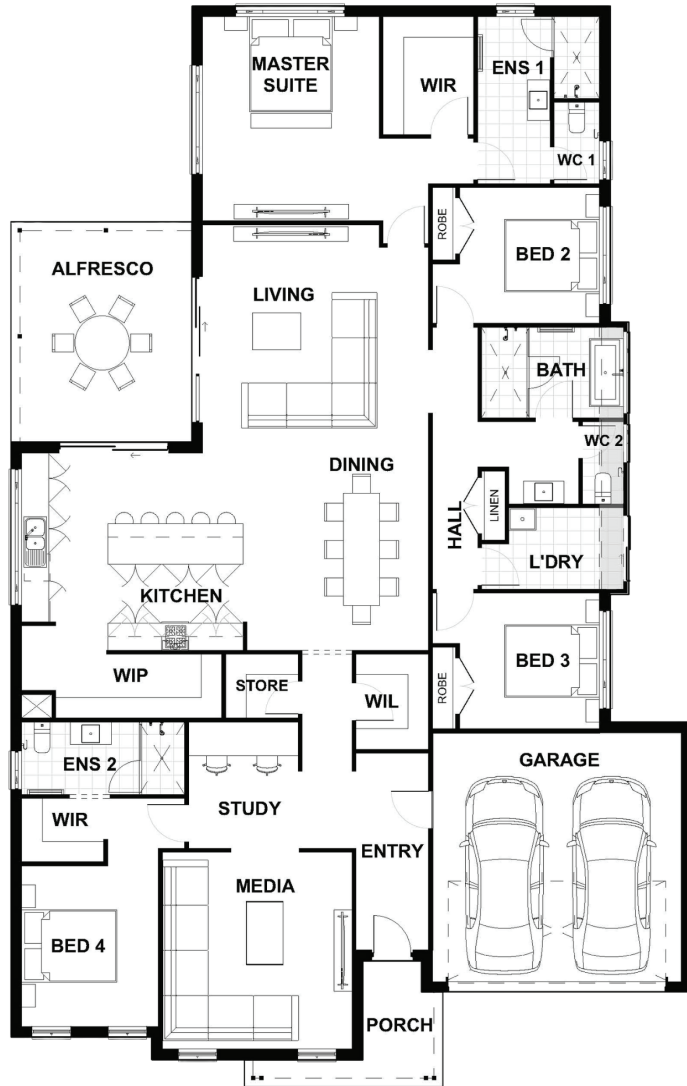 MASTER
SUITE
WIR
ENS 1
WC 1
ROBE
BED 2
ALFRESCO
LIVING
BATH
WC 2
DINING
HALL
LINEN
L'DRY
KITCHEN
WIP
STORE
WIL
ROBE
BED 3
ENS 2
GARAGE
WIR
STUDY
ENTRY
MEDIA
BED 4
PORCH